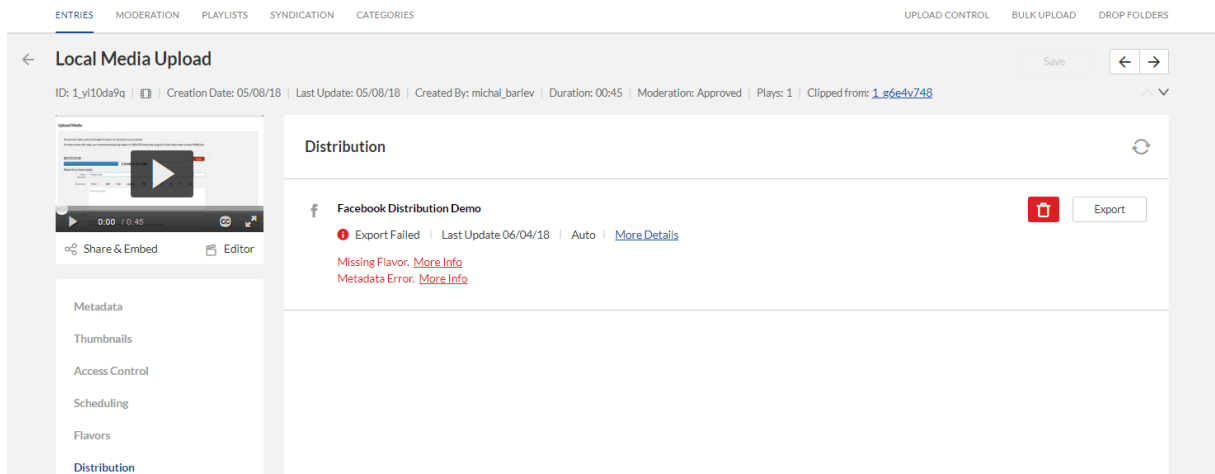 ENTRIES MODERATION PLAYLISTS SYNDICATION CATEGORIES UPLOAD CONTROL BULK UPLOAD DROP FOLDERS
Local Media Upload Save
ID: 1_yi10da9q | Creation Date: 05/08/18 | Last Update: 05/08/18 | Created By: michal_barlev | Duration: 00:45 | Moderation: Approved | Plays: 1 | Clipped from: 1_g6e4v748
Upload Media
0:00 / 0:45 CC
Share & Embed Editor
Metadata
Thumbnails
Access Control
Scheduling
Flavors
Distribution
Distribution
Facebook Distribution Demo Export
Export Failed | Last Update 06/04/18 | Auto | More Details
Missing Flavor. More Info
Metadata Error. More Info